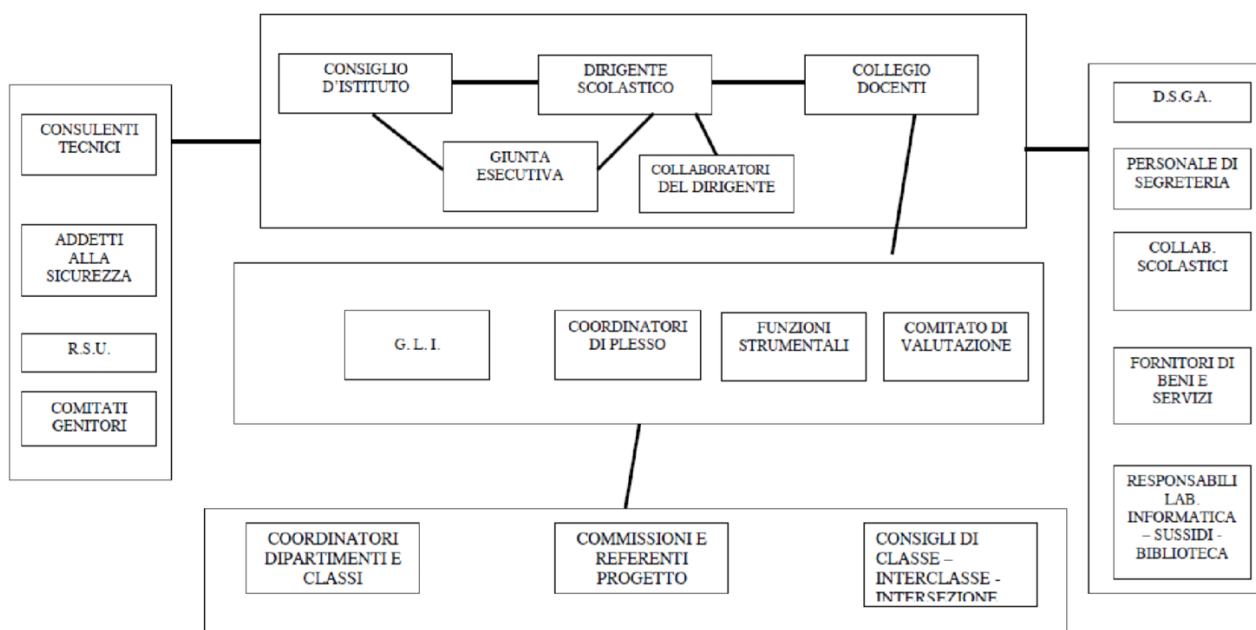 CONSIGLIO
D'ISTITUTO
DIRIGENTE
SCOLASTICO
COLLEGIO
DOCENTI
GIUNTA
ESECUTIVA
COLLABORATORI
DEL DIRIGENTE
CONSULENTI
TECNICI
ADDETTI
ALLA
SICUREZZA
R.S.U.
COMITATI
GENITORI
D.S.G.A.
PERSONALE DI
SEGRETERIA
COLLAB.
SCOLASTICI
FORNITORI DI
BENI E
SERVIZI
RESPONSABILI
LAB.
INFORMATICA
– SUSSIDI -
BIBLIOTECA
G. L. I.
COORDINATORI
DI PLESSO
FUNZIONI
STRUMENTALI
COMITATO DI
VALUTAZIONE
COORDINATORI
DIPARTIMENTI E
CLASSI
COMMISSIONI E
REFERENTI
PROGETTO
CONSIGLI DI
CLASSE –
INTERCLASSE -
INTERSEZIONE